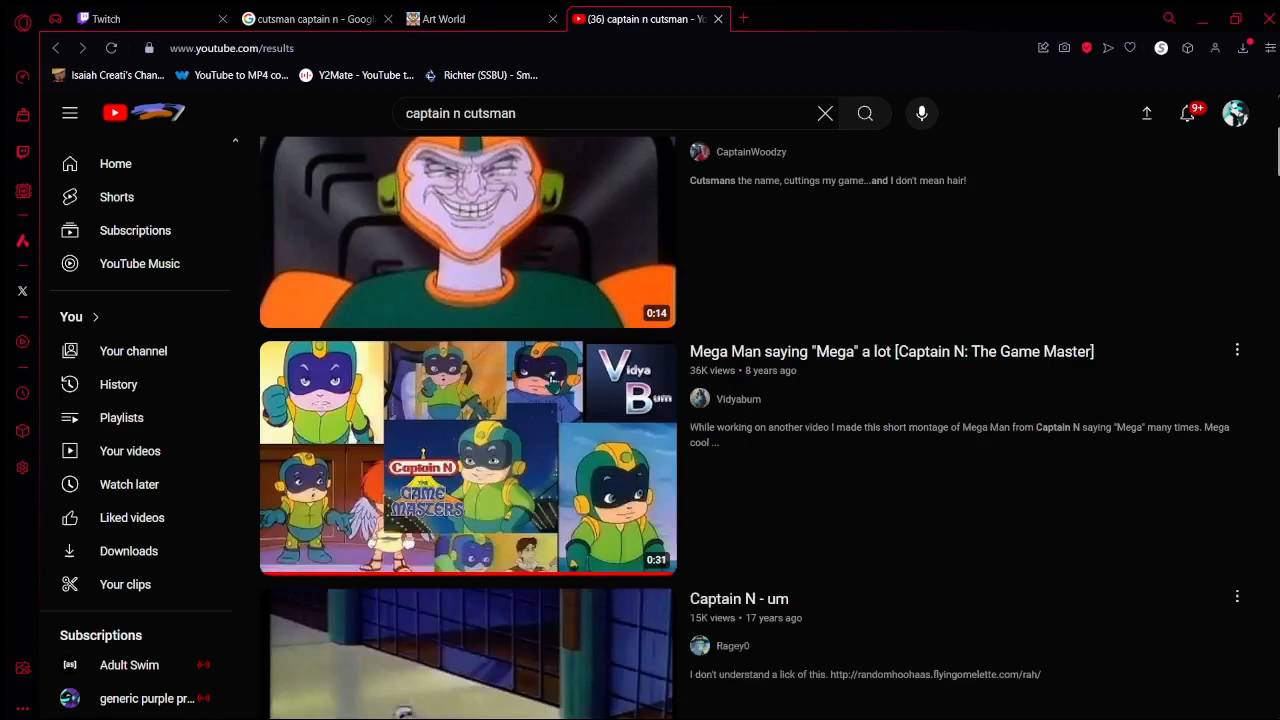 Twitch
cutsman captain n - Google
Art World
(36) captain n cutsman - Yo
www.youtube.com/results
Isaiah Creati's Chan...
YouTube to MP4 co...
Y2Mate - YouTube t...
Richter (SSBU) - Sm...
captain n cutsman
9+
Home
Shorts
Subscriptions
YouTube Music
You
Your channel
History
Playlists
Your videos
Watch later
Liked videos
Downloads
Your clips
Subscriptions
Adult Swim
generic purple pr...
0:14
CaptainWoodzy
Cutsmans the name, cuttings my game...and I don't mean hair!
Vidya
Bum
Captain N
THE
GAME
MASTERS
0:31
Mega Man saying "Mega" a lot [Captain N: The Game Master]
36K views • 8 years ago
Vidyabum
While working on another video I made this short montage of Mega Man from Captain N saying "Mega" many times. Mega
cool ...
Captain N - um
15K views • 17 years ago
Ragey0
I don't understand a lick of this. http://randomhoohaas.flyingomelette.com/rah/